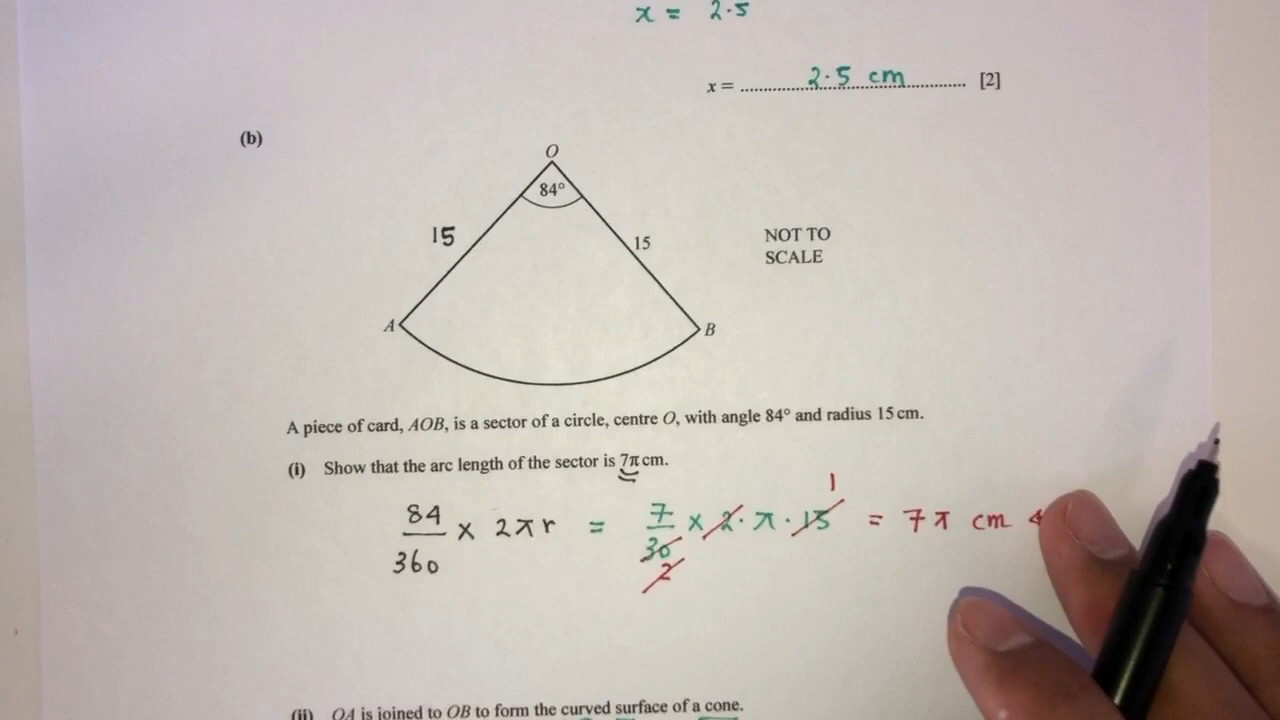 x = 2.5
x = 2.5 cm [2]
(b)
O
84°
15
15
NOT TO
SCALE
A
B
A piece of card, AOB, is a sector of a circle, centre O, with angle 84° and radius 15 cm.
(i) Show that the arc length of the sector is 7π cm.
84/360 × 2πr = 7/30 × 2·π·15 = 7π cm
1
2
(ii) OA is joined to OB to form the curved surface of a cone.